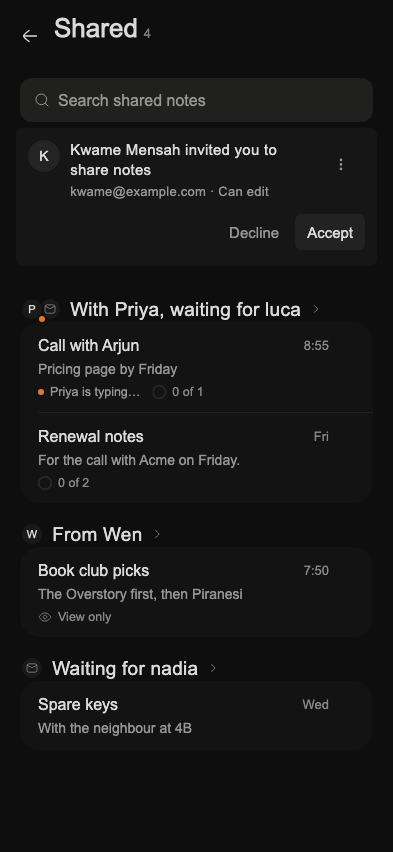 Shared 4
Search shared notes
K
Kwame Mensah invited you to
share notes
kwame@example.com · Can edit
Decline
Accept
P
With Priya, waiting for luca
Call with Arjun
8:55
Pricing page by Friday
Priya is typing…
0 of 1
Renewal notes
Fri
For the call with Acme on Friday.
0 of 2
W
From Wen
Book club picks
7:50
The Overstory first, then Piranesi
View only
Waiting for nadia
Spare keys
Wed
With the neighbour at 4B